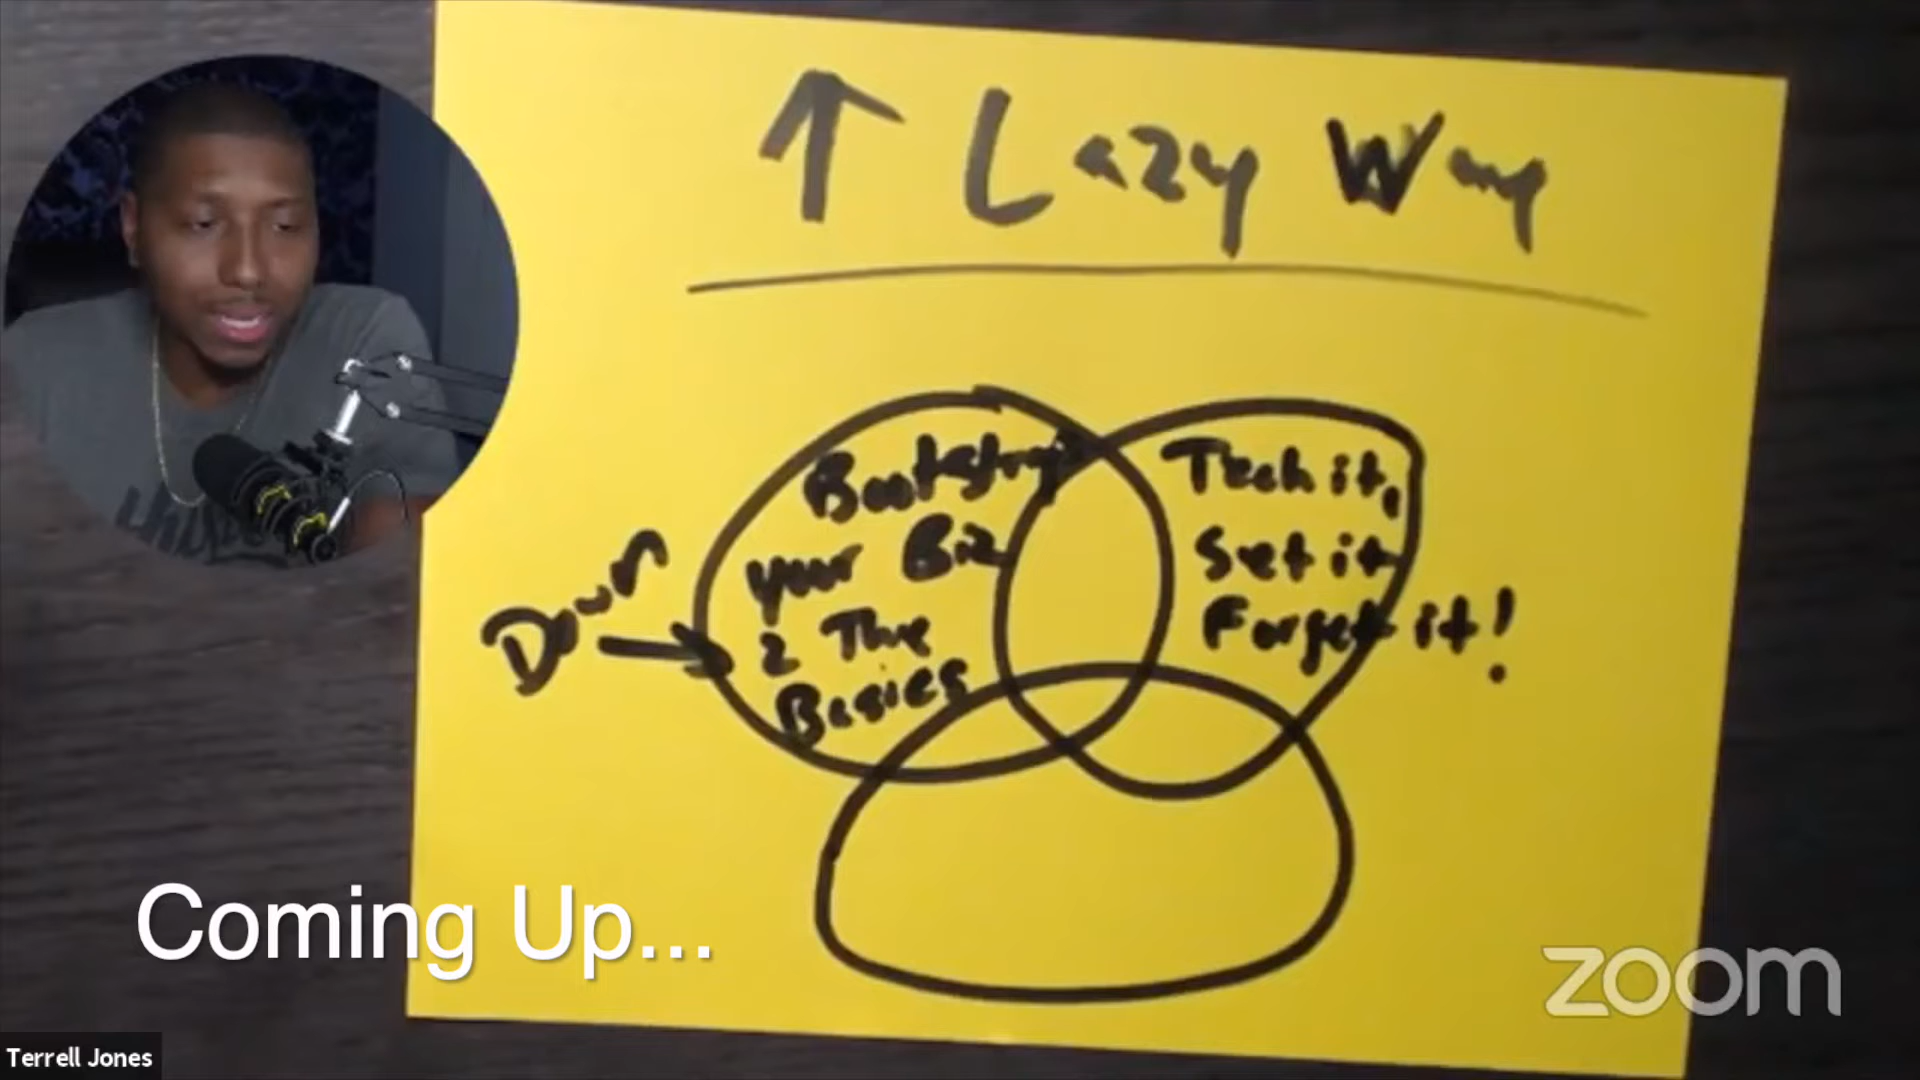 ↑ Lazy Way
Bootstrap
your Biz
2 The
Basics
Down
Tech it,
Set it
Forget it!
Coming Up...
zoom
Terrell Jones